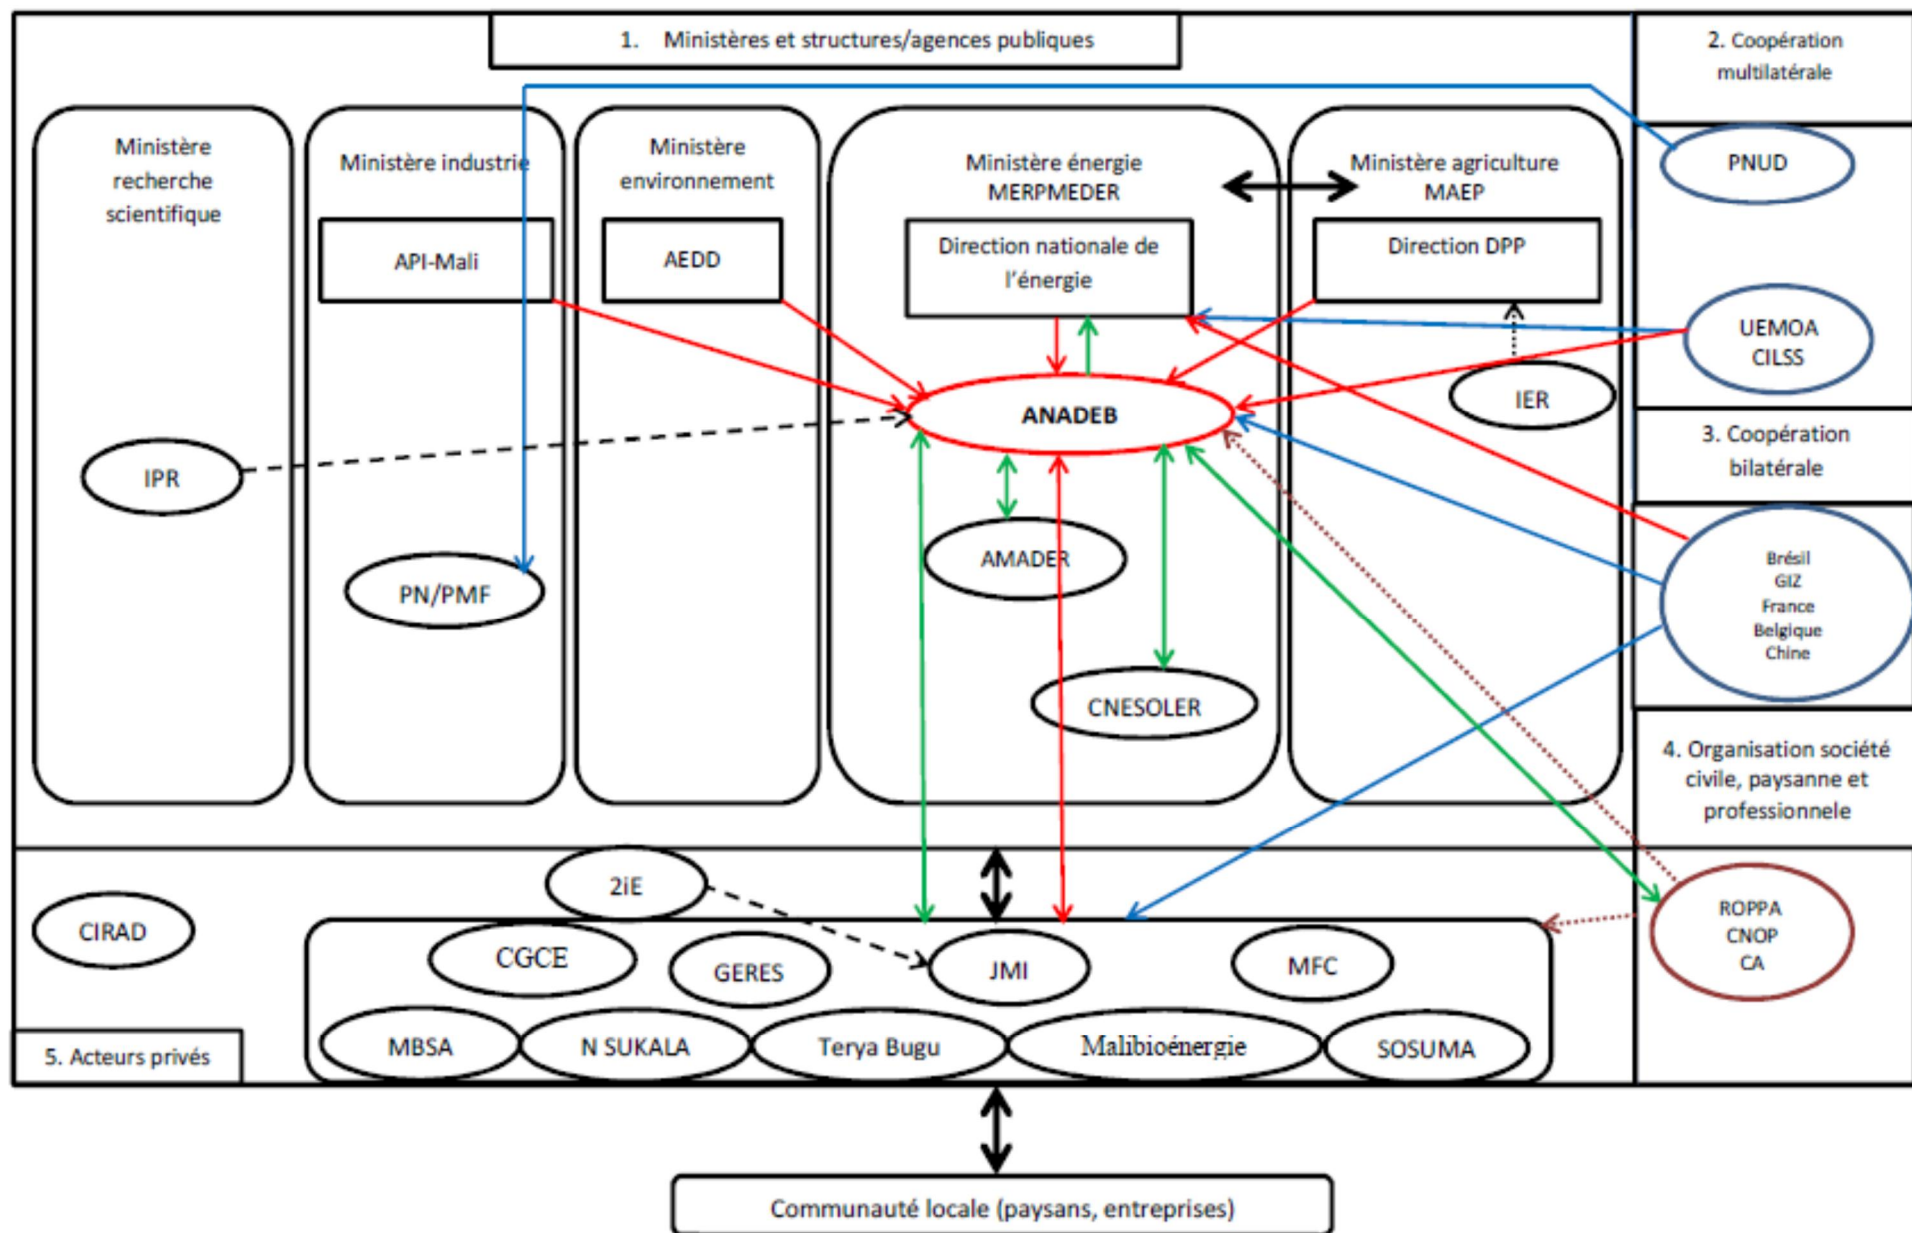 1. Ministères et structures/agences publiques
2. Coopération
multilatérale
Ministère
recherche
scientifique
Ministère industrie
Ministère
environnement
Ministère énergie
MERPMEDER
Ministère agriculture
MAEP
PNUD
API-Mali
AEDD
Direction nationale de
l'énergie
Direction DPP
UEMOA
CILSS
IER
ANADEB
3. Coopération
bilatérale
IPR
AMADER
PN/PMF
Brésil
GIZ
France
Belgique
Chine
CNESOLER
4. Organisation société
civile, paysanne et
professionnele
2iE
CIRAD
CGCE
GERES
JMI
MFC
ROPPA
CNOP
CA
5. Acteurs privés
MBSA
N SUKALA
Terya Bugu
Malibioénergie
SOSUMA
Communauté locale (paysans, entreprises)